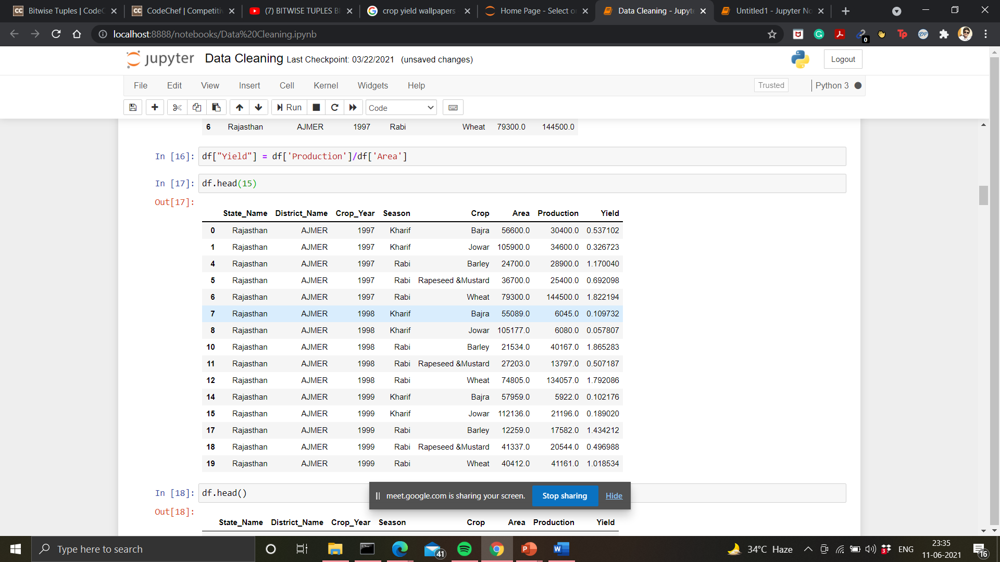 Bitwise Tuples | CodeC
CodeChef | Competitiv
(7) BITWISE TUPLES B
crop yield wallpapers
Home Page - Select o
Data Cleaning - Jupyte
Untitled1 - Jupyter No
localhost:8888/notebooks/Data%20Cleaning.ipynb
jupyter Data Cleaning Last Checkpoint: 03/22/2021 (unsaved changes)
Logout
File Edit View Insert Cell Kernel Widgets Help
Trusted Python 3
Run Code
6 Rajasthan AJMER 1997 Rabi Wheat 79300.0 144500.0
In [16]: df["Yield"] = df['Production']/df['Area']
In [17]: df.head(15)
Out[17]:
State_Name District_Name Crop_Year Season Crop Area Production Yield
0 Rajasthan AJMER 1997 Kharif Bajra 56600.0 30400.0 0.537102
1 Rajasthan AJMER 1997 Kharif Jowar 105900.0 34600.0 0.326723
4 Rajasthan AJMER 1997 Rabi Barley 24700.0 28900.0 1.170040
5 Rajasthan AJMER 1997 Rabi Rapeseed &Mustard 36700.0 25400.0 0.692098
6 Rajasthan AJMER 1997 Rabi Wheat 79300.0 144500.0 1.822194
7 Rajasthan AJMER 1998 Kharif Bajra 55089.0 6045.0 0.109732
8 Rajasthan AJMER 1998 Kharif Jowar 105177.0 6080.0 0.057807
10 Rajasthan AJMER 1998 Rabi Barley 21534.0 40167.0 1.865283
11 Rajasthan AJMER 1998 Rabi Rapeseed &Mustard 27203.0 13797.0 0.507187
12 Rajasthan AJMER 1998 Rabi Wheat 74805.0 134057.0 1.792086
14 Rajasthan AJMER 1999 Kharif Bajra 57959.0 5922.0 0.102176
15 Rajasthan AJMER 1999 Kharif Jowar 112136.0 21196.0 0.189020
17 Rajasthan AJMER 1999 Rabi Barley 12259.0 17582.0 1.434212
18 Rajasthan AJMER 1999 Rabi Rapeseed &Mustard 41337.0 20544.0 0.496988
19 Rajasthan AJMER 1999 Rabi Wheat 40412.0 41161.0 1.018534
In [18]: df.head()
meet.google.com is sharing your screen. Stop sharing Hide
Out[18]:
State_Name District_Name Crop_Year Season Crop Area Production Yield
Type here to search
41
34°C Haze
ENG
23:35
11-06-2021
16